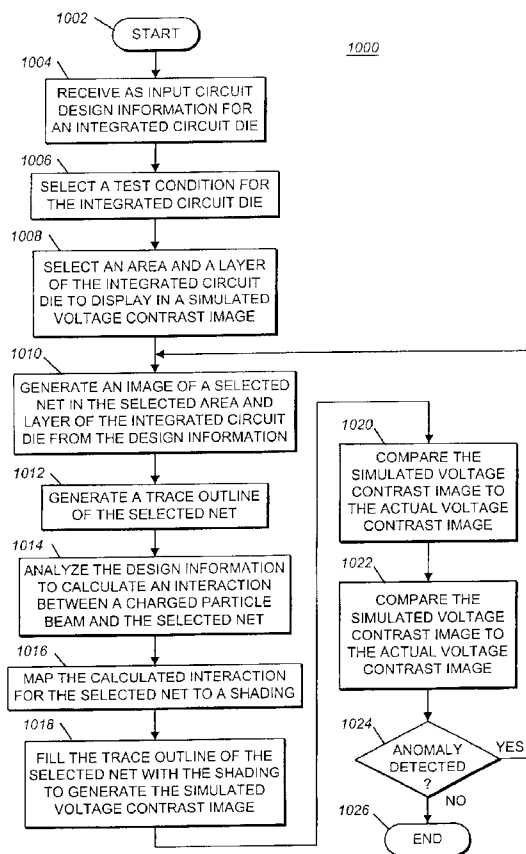 1002
START
1000
1004
RECEIVE AS INPUT CIRCUIT
DESIGN INFORMATION FOR
AN INTEGRATED CIRCUIT DIE
1006
SELECT A TEST CONDITION FOR
THE INTEGRATED CIRCUIT DIE
1008
SELECT AN AREA AND A LAYER
OF THE INTEGRATED CIRCUIT
DIE TO DISPLAY IN A SIMULATED
VOLTAGE CONTRAST IMAGE
1010
GENERATE AN IMAGE OF A SELECTED
NET IN THE SELECTED AREA AND
LAYER OF THE INTEGRATED CIRCUIT
DIE FROM THE DESIGN INFORMATION
1012
GENERATE A TRACE OUTLINE
OF THE SELECTED NET
1014
ANALYZE THE DESIGN INFORMATION
TO CALCULATE AN INTERACTION
BETWEEN A CHARGED PARTICLE
BEAM AND THE SELECTED NET
1016
MAP THE CALCULATED INTERACTION
FOR THE SELECTED NET TO A SHADING
1018
FILL THE TRACE OUTLINE OF THE
SELECTED NET WITH THE SHADING
TO GENERATE THE SIMULATED
VOLTAGE CONTRAST IMAGE
1020
COMPARE THE
SIMULATED VOLTAGE
CONTRAST IMAGE TO
THE ACTUAL VOLTAGE
CONTRAST IMAGE
1022
COMPARE THE
SIMULATED VOLTAGE
CONTRAST IMAGE TO
THE ACTUAL VOLTAGE
CONTRAST IMAGE
1024
ANOMALY
DETECTED
?
YES
NO
1026
END